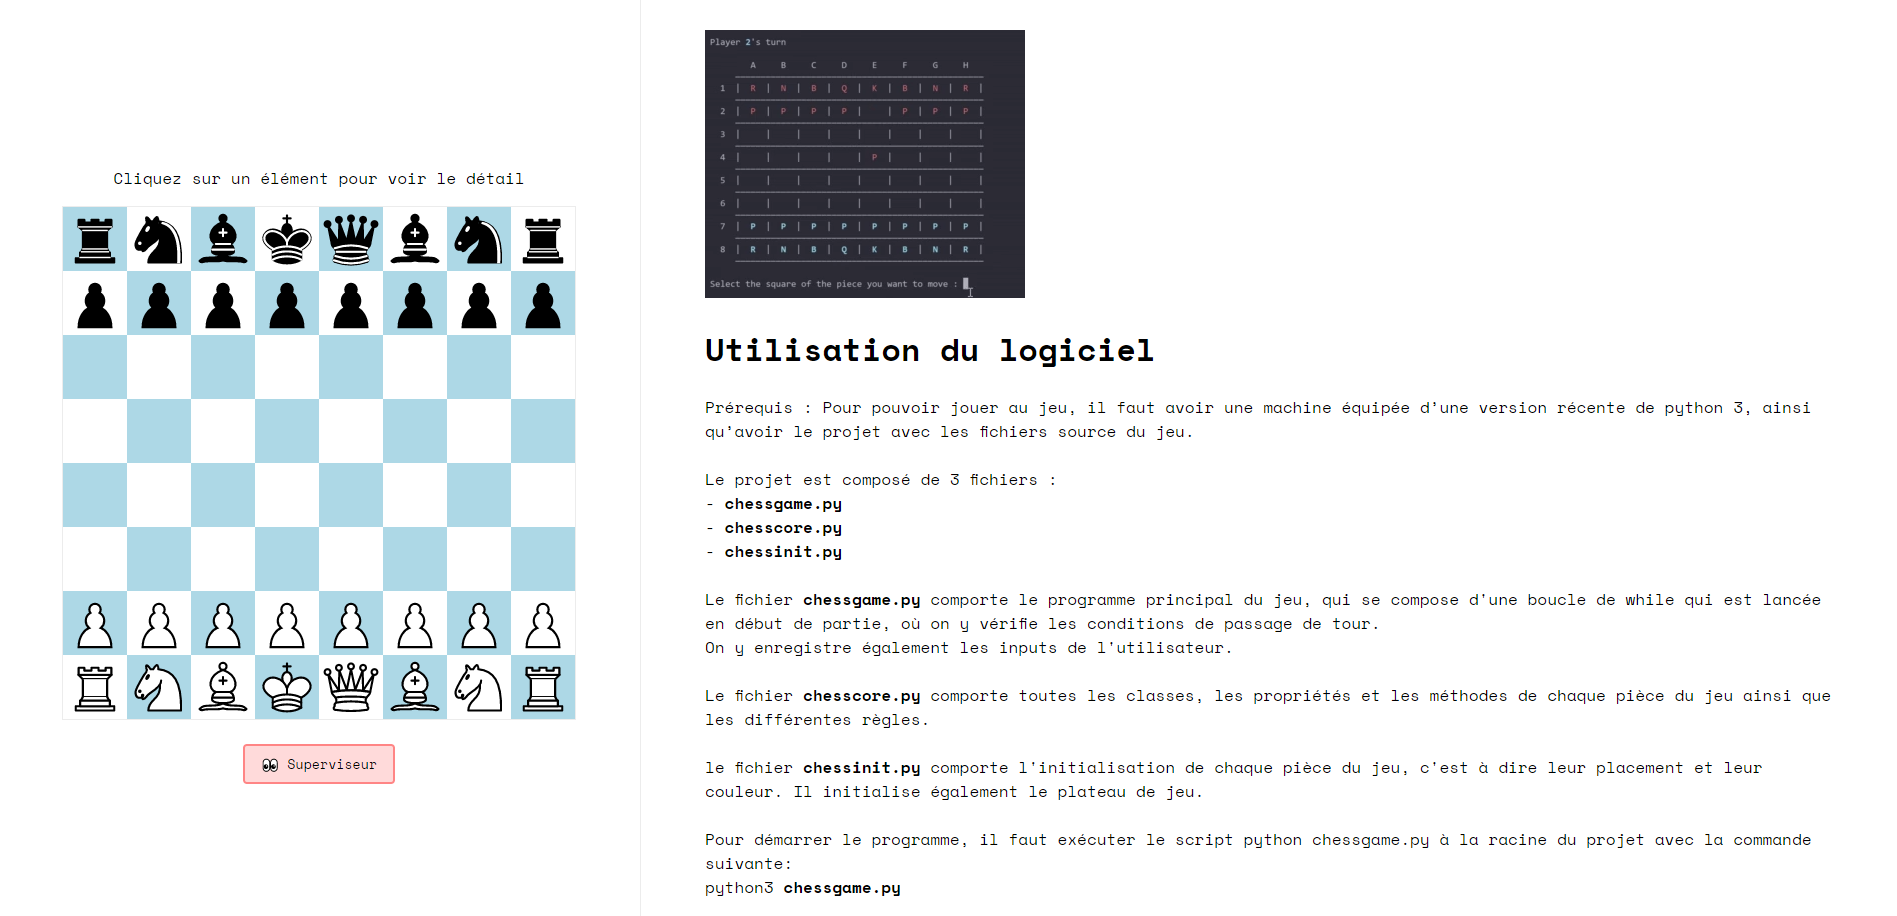 Cliquez sur un élément pour voir le détail
👀 Superviseur
Player 2's turn
A B C D E F G H
1 | R | N | B | Q | K | B | N | R |
2 | P | P | P | P | | P | P | P |
3 | | | | | | | | |
4 | | | | | P | | | |
5 | | | | | | | | |
6 | | | | | | | | |
7 | P | P | P | P | P | P | P | P |
8 | R | N | B | Q | K | B | N | R |
Select the square of the piece you want to move :
Utilisation du logiciel
Prérequis : Pour pouvoir jouer au jeu, il faut avoir une machine équipée d’une version récente de python 3, ainsi
qu’avoir le projet avec les fichiers source du jeu.
Le projet est composé de 3 fichiers :
- chessgame.py
- chesscore.py
- chessinit.py
Le fichier chessgame.py comporte le programme principal du jeu, qui se compose d'une boucle de while qui est lancée
en début de partie, où on y vérifie les conditions de passage de tour.
On y enregistre également les inputs de l'utilisateur.
Le fichier chesscore.py comporte toutes les classes, les propriétés et les méthodes de chaque pièce du jeu ainsi que
les différentes règles.
le fichier chessinit.py comporte l'initialisation de chaque pièce du jeu, c'est à dire leur placement et leur
couleur. Il initialise également le plateau de jeu.
Pour démarrer le programme, il faut exécuter le script python chessgame.py à la racine du projet avec la commande
suivante:
python3 chessgame.py